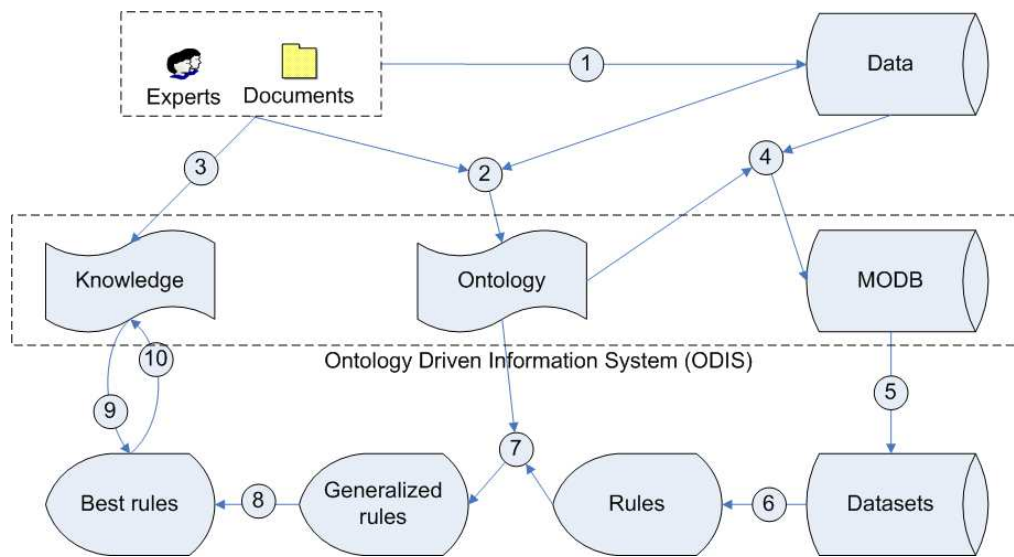 1
Data
Experts
Documents
3
2
4
Knowledge
Ontology
MODB
Ontology Driven Information System (ODIS)
10
9
5
7
Best rules
8
Generalized
rules
Rules
6
Datasets